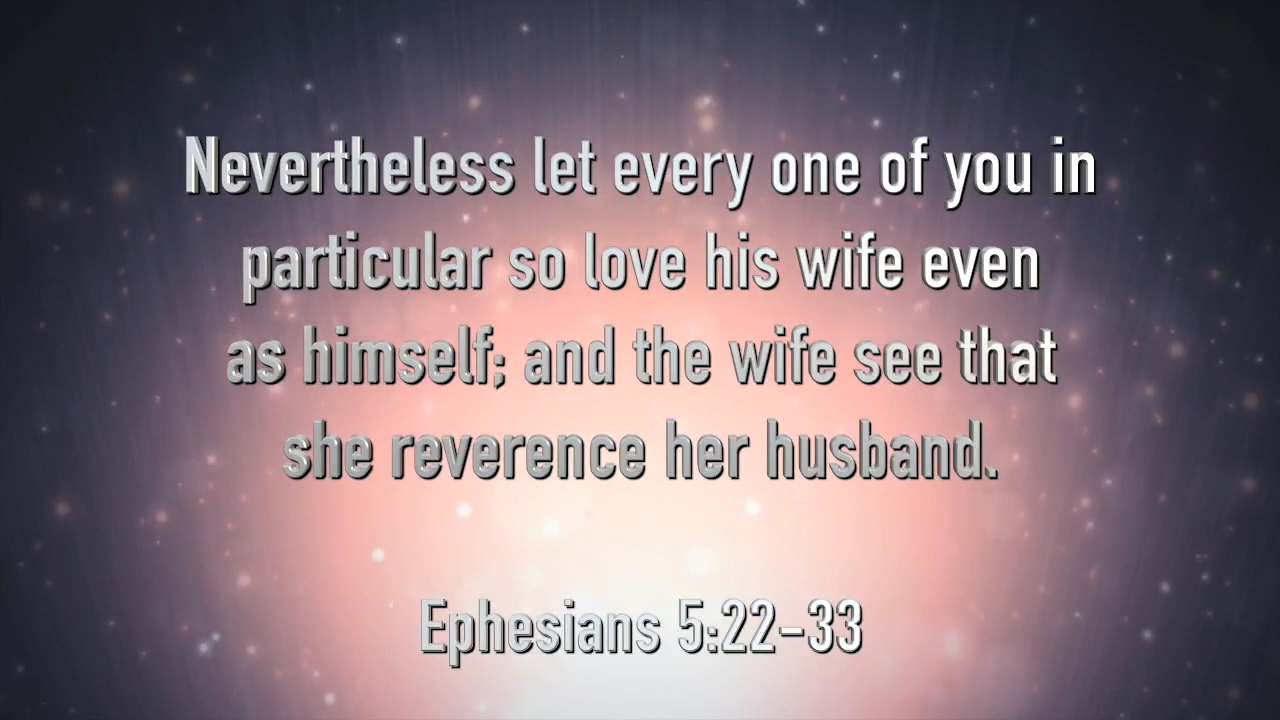 Nevertheless let every one of you in
particular so love his wife even
as himself; and the wife see that
she reverence her husband.
Ephesians 5:22–33